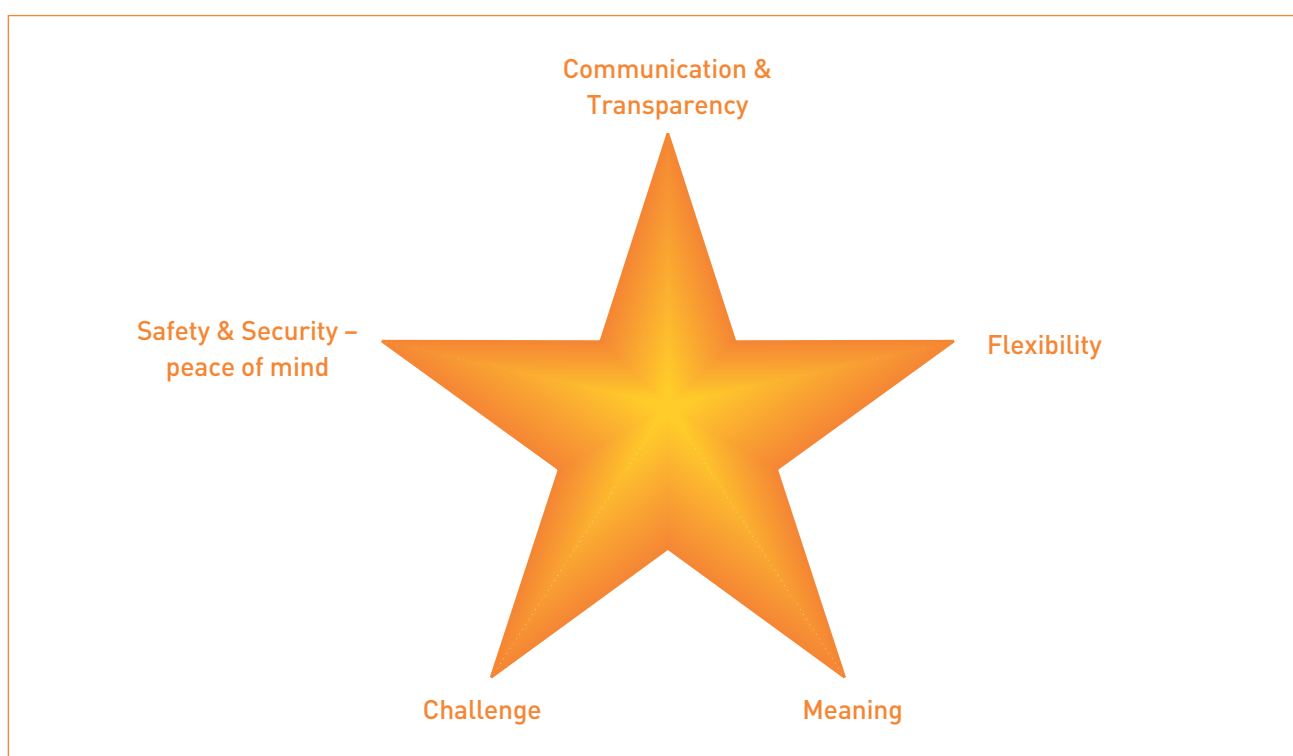 Communication &
Transparency
Safety & Security –
peace of mind
Flexibility
Challenge
Meaning